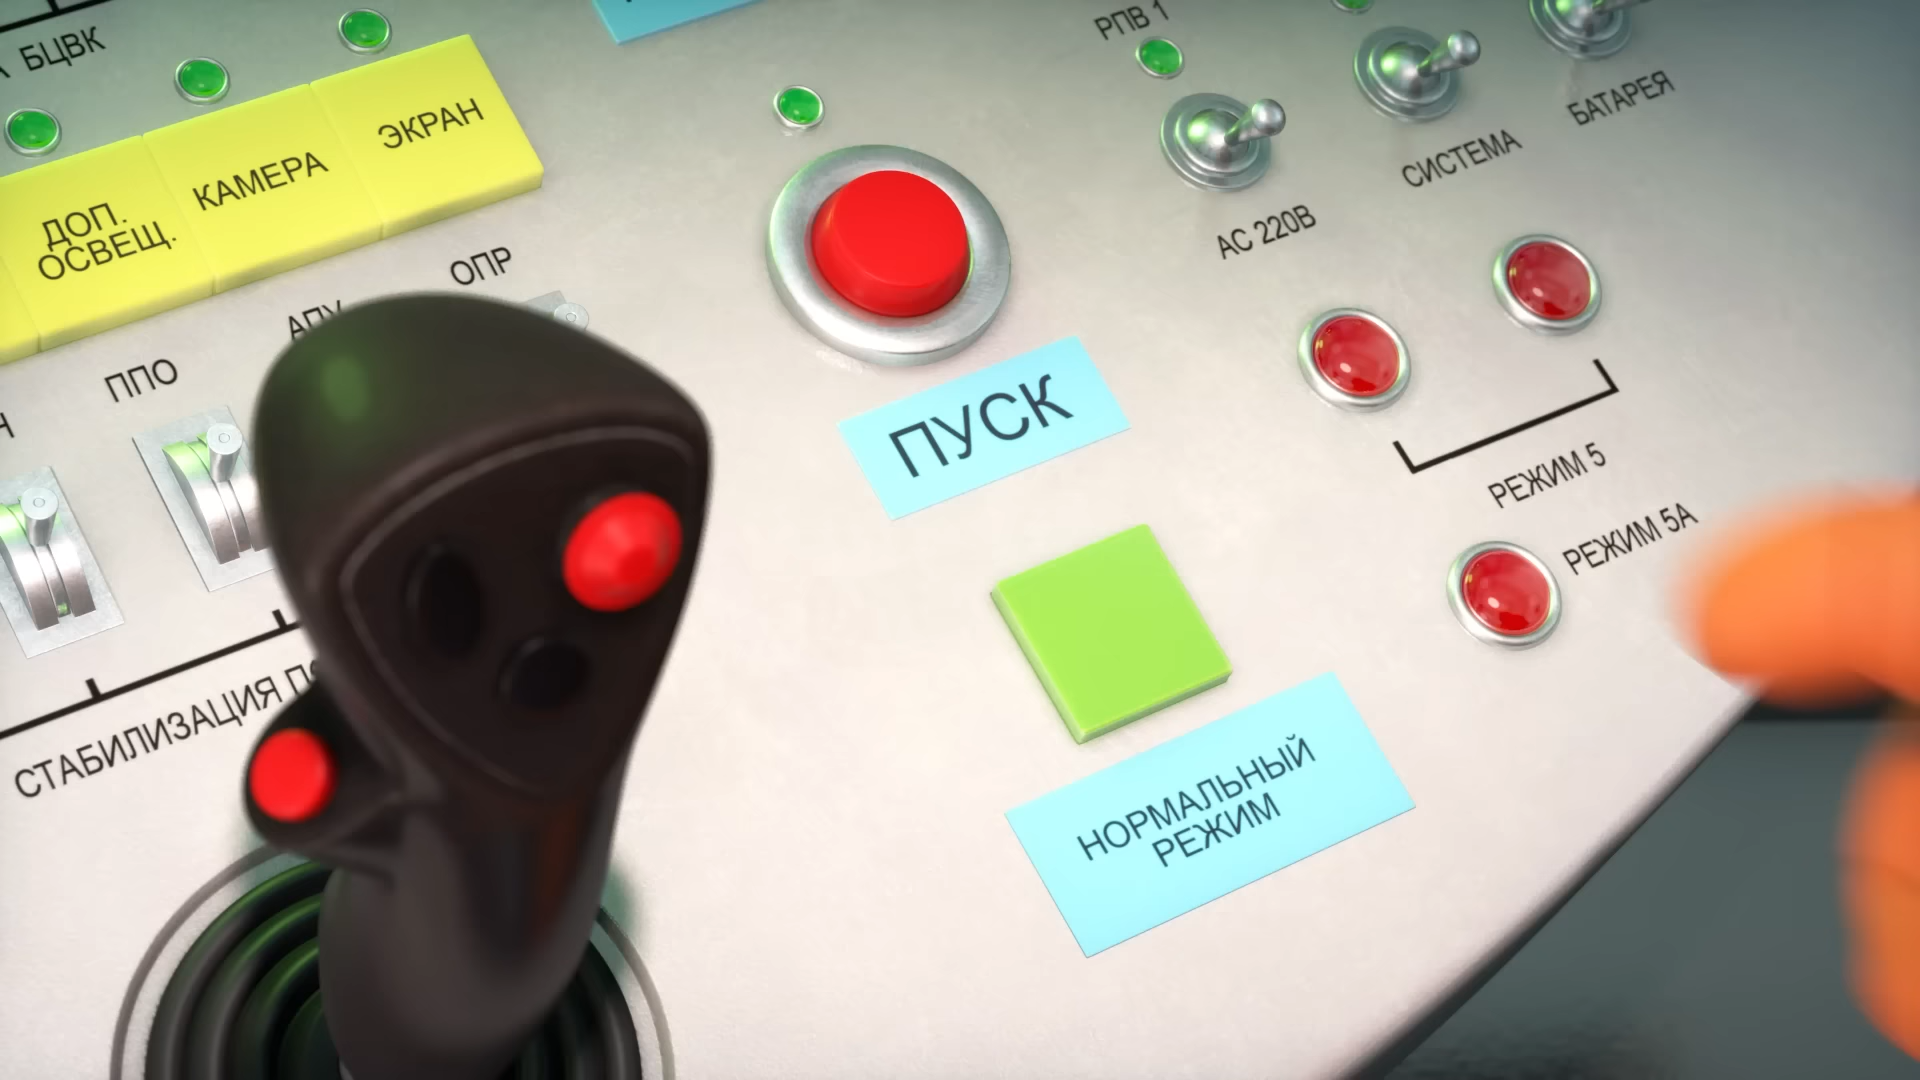 БЦВК
РПВ 1
ЭКРАН
КАМЕРА
ДОП.
ОСВЕЩ.
БАТАРЕЯ
СИСТЕМА
АС 220В
ОПР
АПУ
ППО
ПУСК
РЕЖИМ 5
РЕЖИМ 5А
СТАБИЛИЗАЦИЯ
НОРМАЛЬНЫЙ
РЕЖИМ